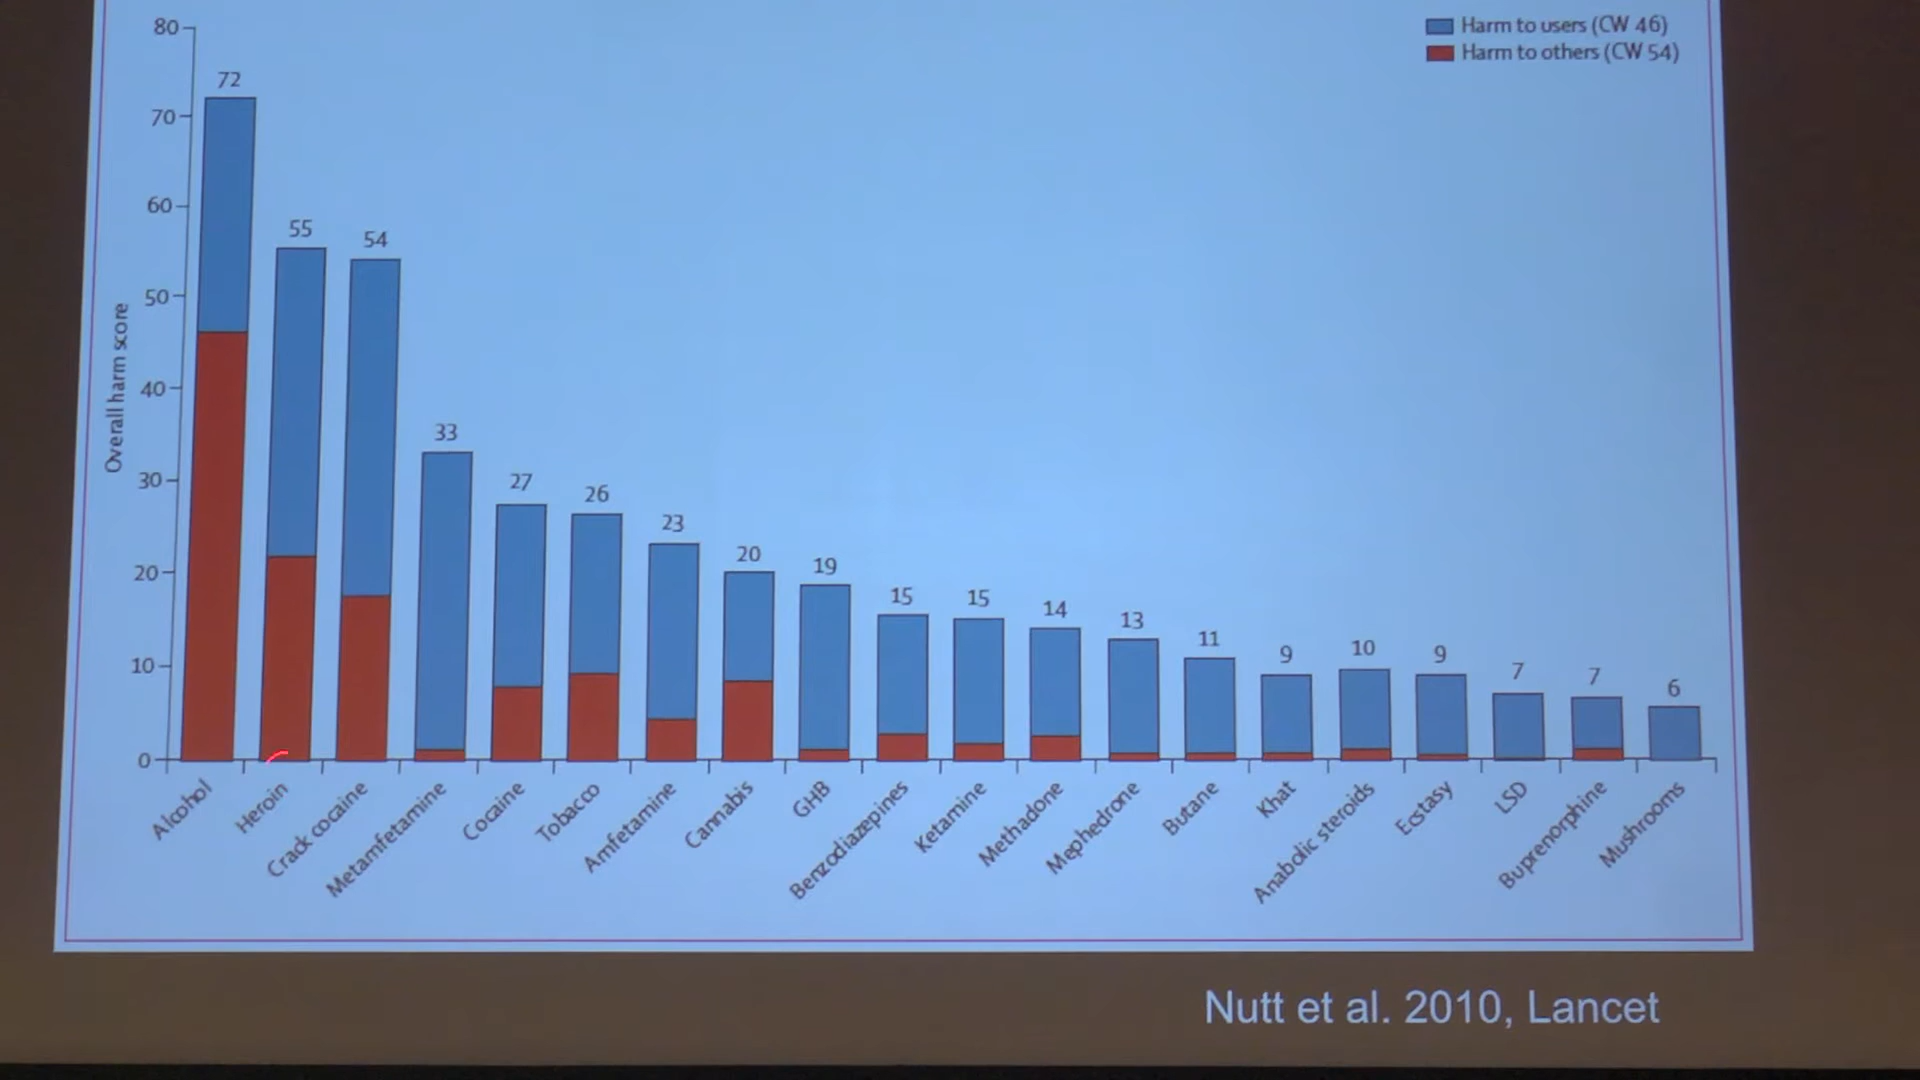 Harm to users (CW 46)
Harm to others (CW 54)
Overall harm score
80
70
60
50
40
30
20
10
0
72
55
54
33
27
26
23
20
19
15
15
14
13
11
9
10
9
7
7
6
Alcohol
Heroin
Crack cocaine
Metamfetamine
Cocaine
Tobacco
Amfetamine
Cannabis
GHB
Benzodiazepines
Ketamine
Methadone
Mephedrone
Butane
Khat
Anabolic steroids
Ecstasy
LSD
Buprenorphine
Mushrooms
Nutt et al. 2010, Lancet